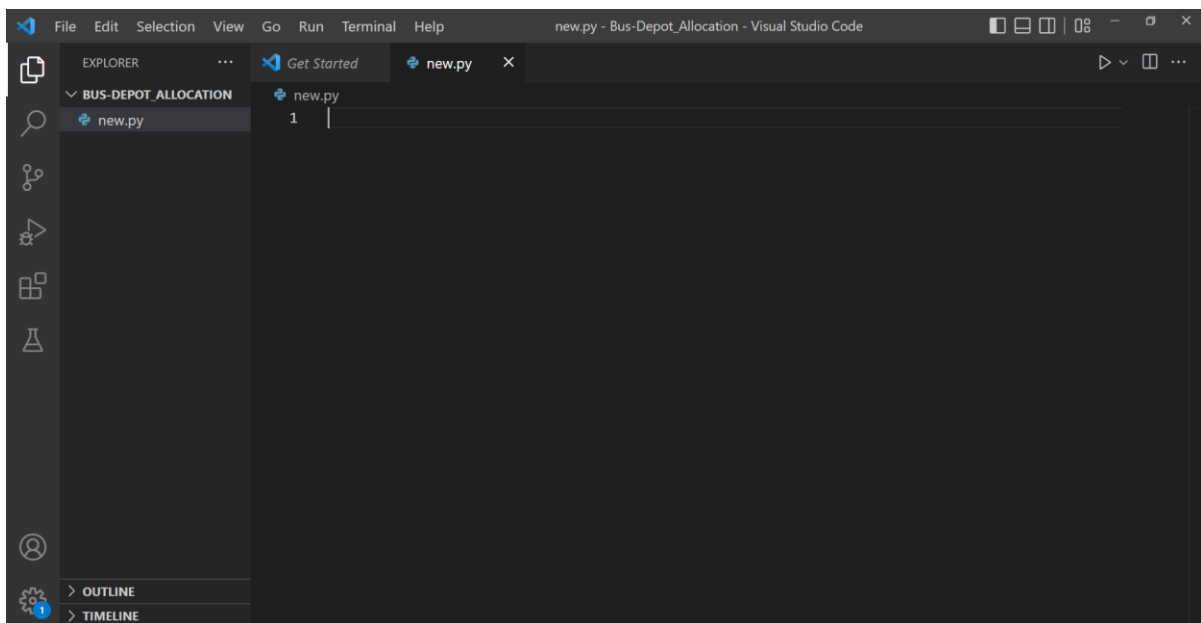 File Edit Selection View Go Run Terminal Help new.py - Bus-Depot_Allocation - Visual Studio Code
EXPLORER ... Get Started new.py
BUS-DEPOT_ALLOCATION new.py
new.py 1
1
OUTLINE
TIMELINE